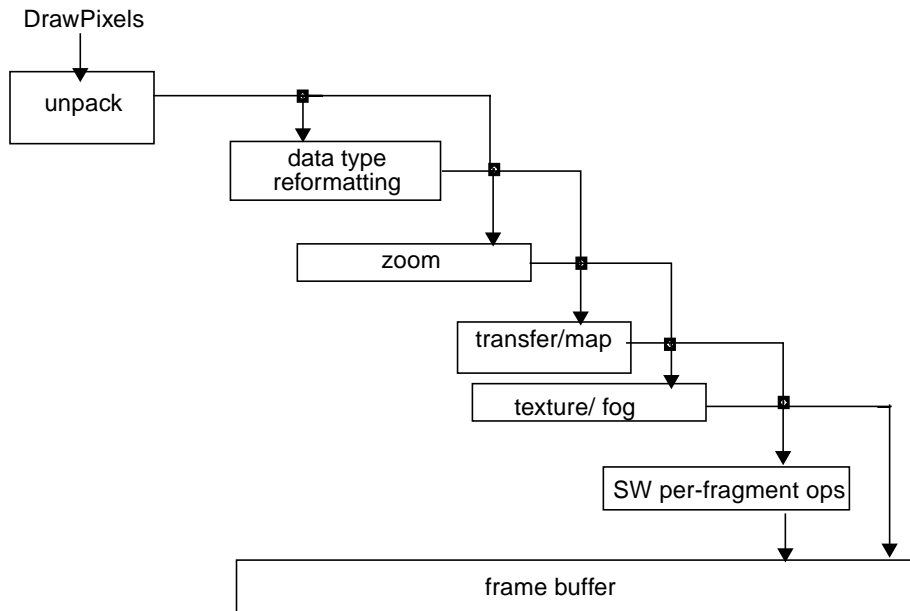 DrawPixels
unpack
data type
reformatting
zoom
transfer/map
texture/ fog
SW per-fragment ops
frame buffer